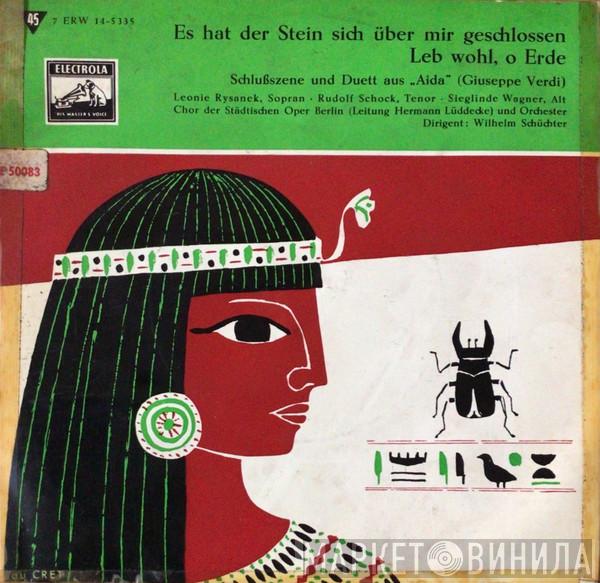 45
7 ERW 14-5335
Es hat der Stein sich über mir geschlossen
Leb wohl, o Erde
Schlußszene und Duett aus „Aida" (Giuseppe Verdi)
ELECTROLA
HIS MASTER'S VOICE
Leonie Rysanek, Sopran · Rudolf Schock, Tenor · Sieglinde Wagner, Alt
Chor der Städtischen Oper Berlin (Leitung Hermann Lüddecke) und Orchester
Dirigent: Wilhelm Schüchter
50083
МАРКЕТ ВИНИЛА